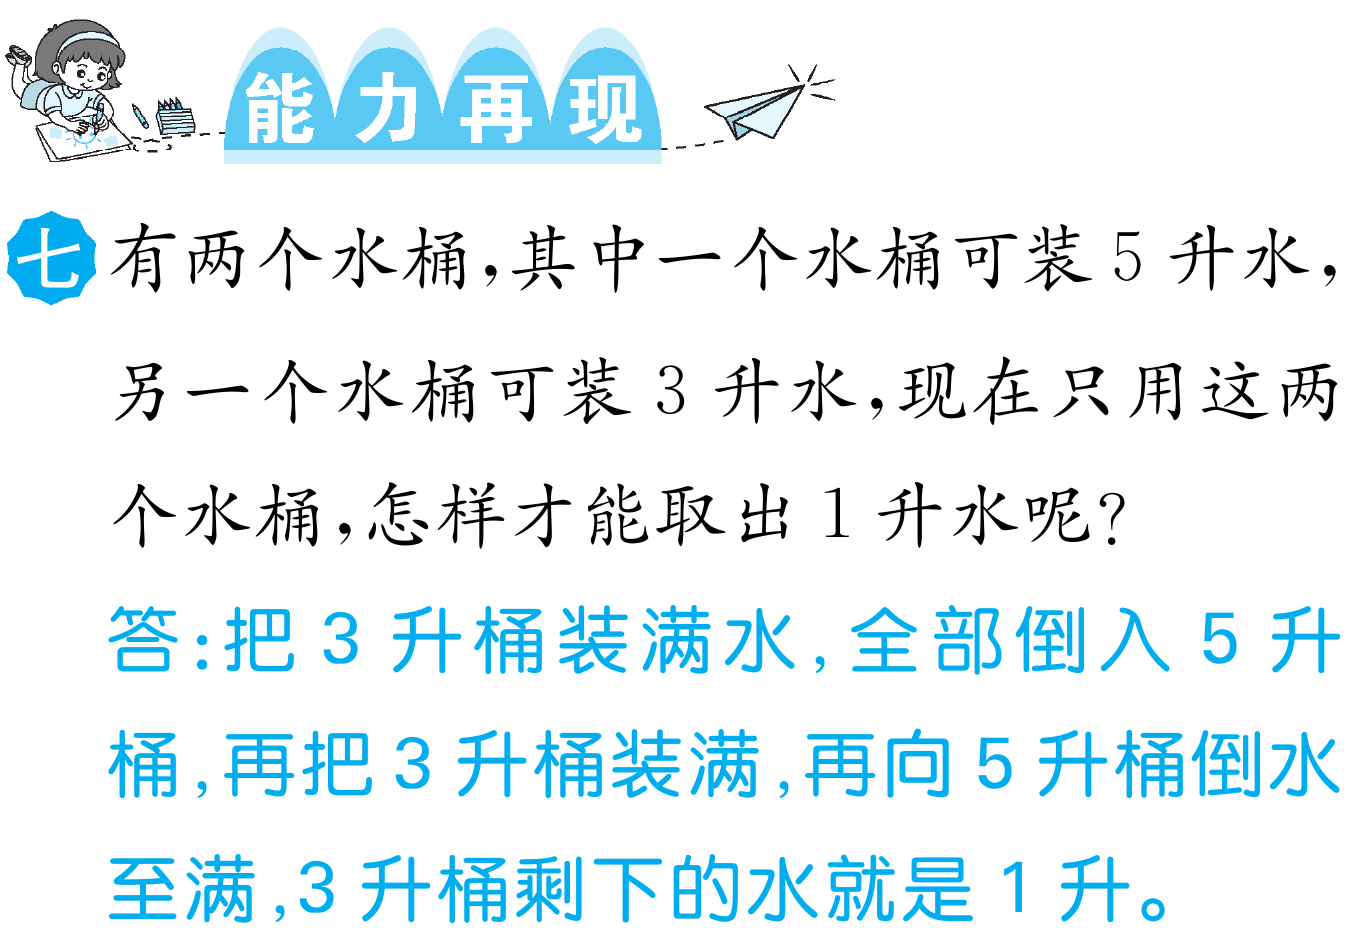 能力再现
七 有两个水桶,其中一个水桶可装5升水,
另一个水桶可装3升水,现在只用这两
个水桶,怎样才能取出1升水呢?
答:把3升桶装满水,全部倒入5升
桶,再把3升桶装满,再向5升桶倒水
至满,3升桶剩下的水就是1升。